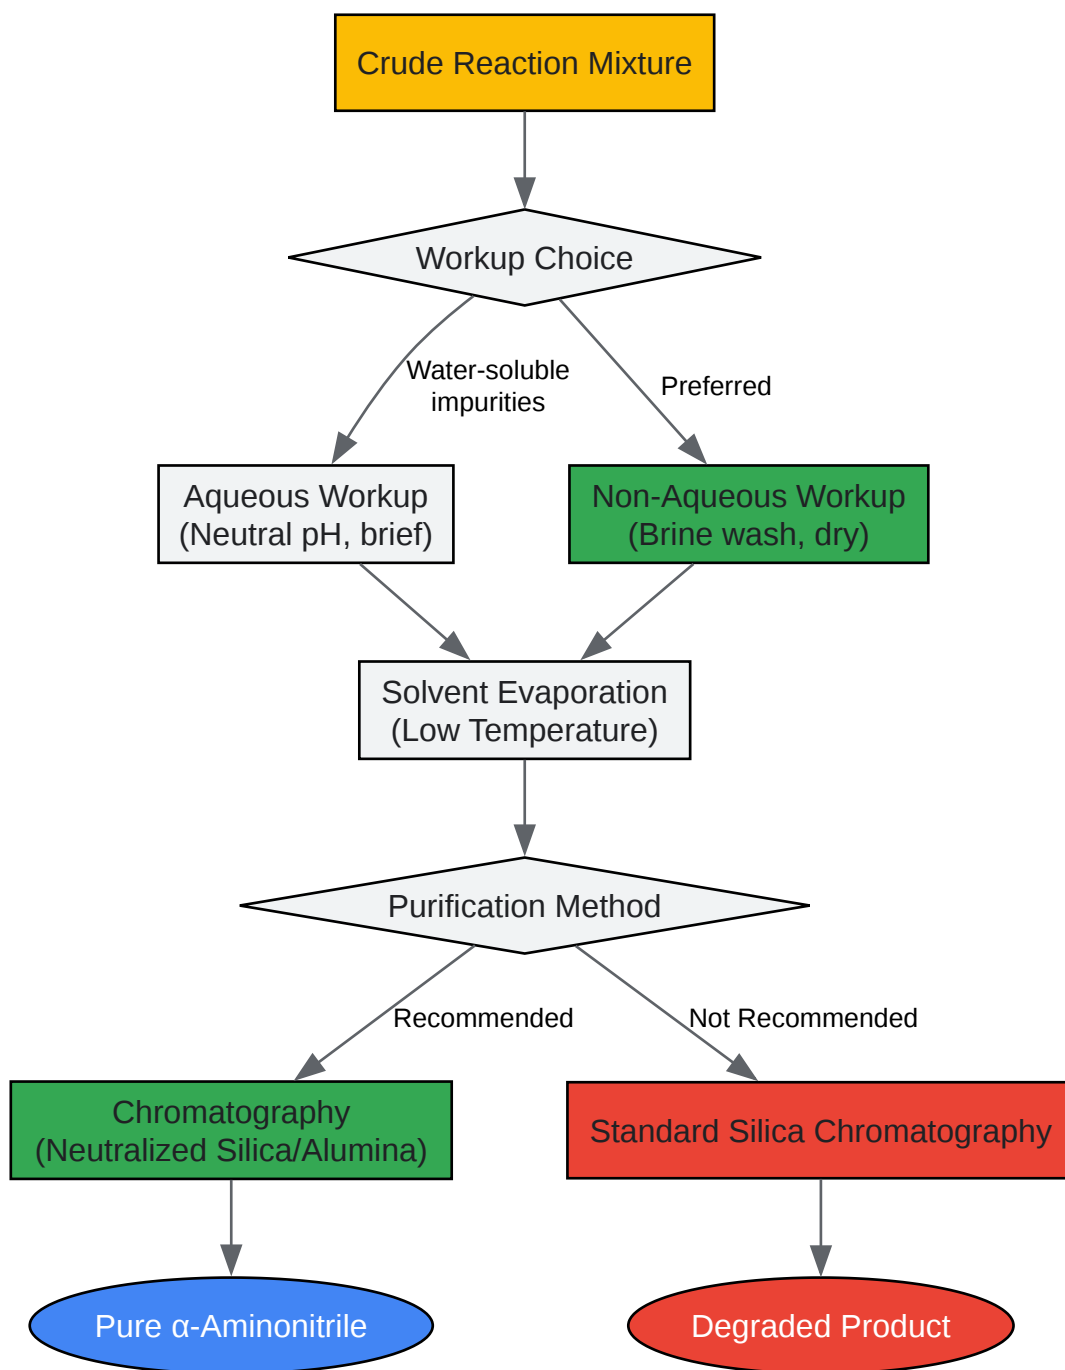 Crude Reaction Mixture
Workup Choice
Water-soluble
impurities
Preferred
Aqueous Workup
(Neutral pH, brief)
Non-Aqueous Workup
(Brine wash, dry)
Solvent Evaporation
(Low Temperature)
Purification Method
Recommended
Not Recommended
Chromatography
(Neutralized Silica/Alumina)
Standard Silica Chromatography
Pure α-Aminonitrile
Degraded Product